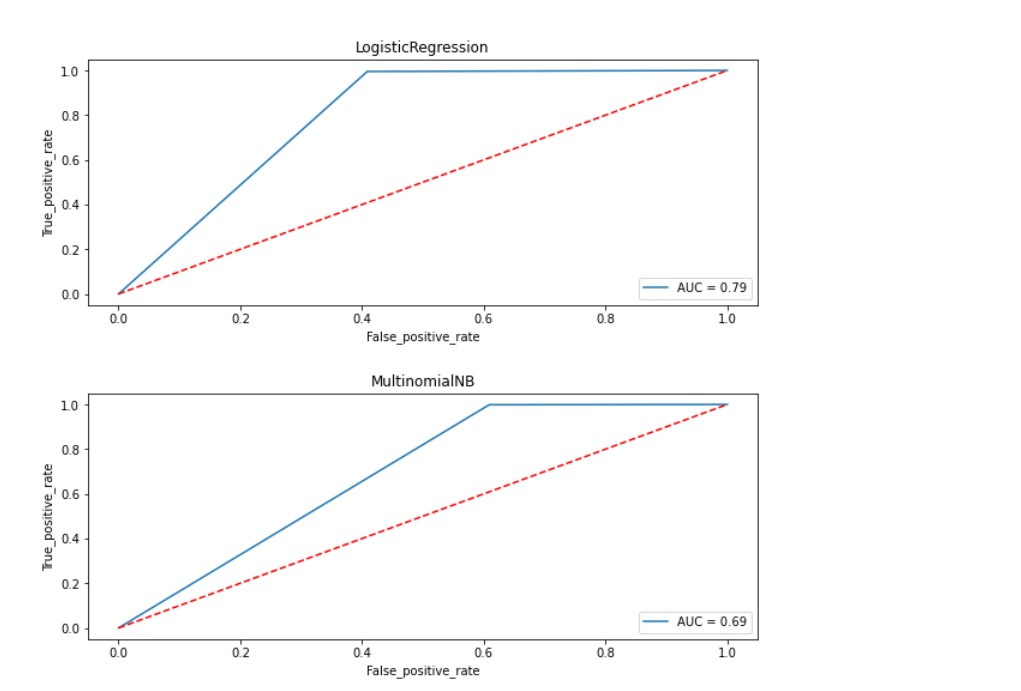 LogisticRegression
1.0
0.8
0.6
0.4
0.2
0.0
True_positive_rate
AUC = 0.79
0.0 0.2 0.4 0.6 0.8 1.0
False_positive_rate
MultinomialNB
1.0
0.8
0.6
0.4
0.2
0.0
True_positive_rate
AUC = 0.69
0.0 0.2 0.4 0.6 0.8 1.0
False_positive_rate